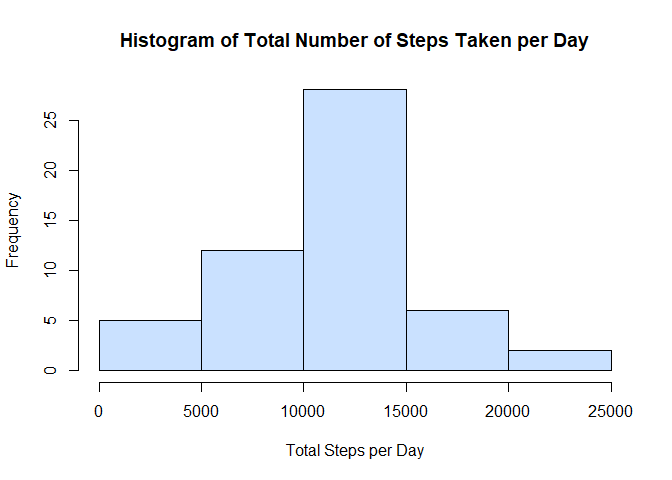 Histogram of Total Number of Steps Taken per Day
Frequency
25
20
15
10
5
0
0 5000 10000 15000 20000 25000
Total Steps per Day